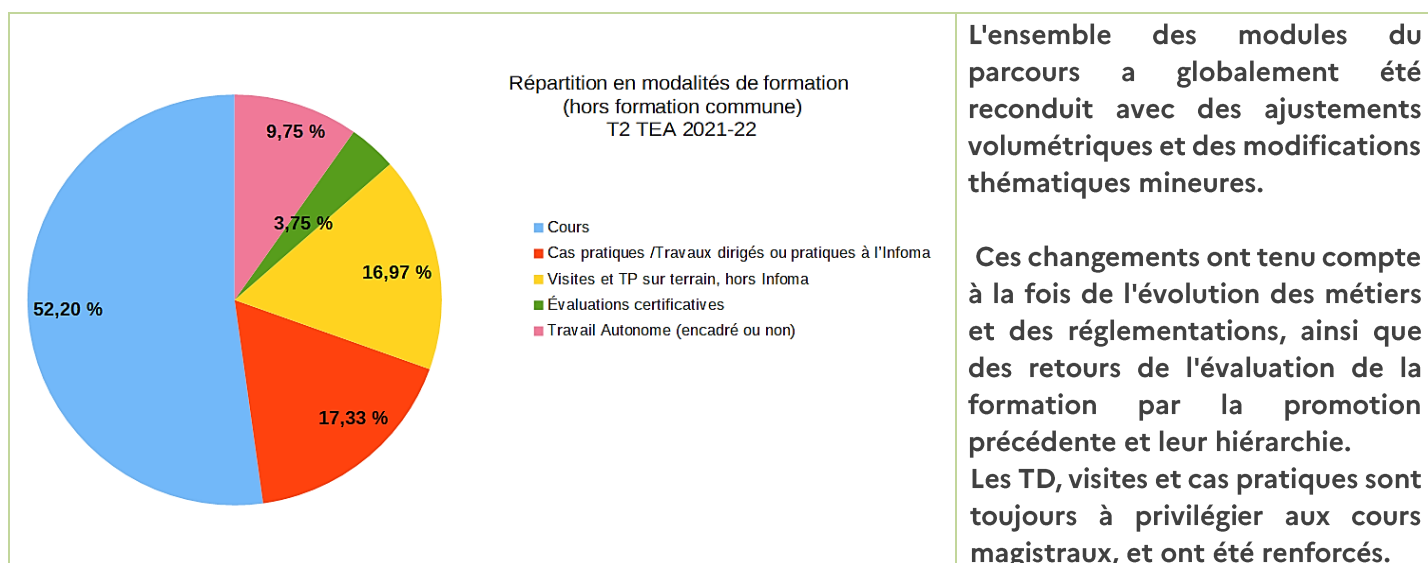 Répartition en modalités de formation
(hors formation commune)
T2 TEA 2021-22
9,75 %
3,75 %
16,97 %
52,20 %
17,33 %
Cours
Cas pratiques /Travaux dirigés ou pratiques à l'Infoma
Visites et TP sur terrain, hors Infoma
Évaluations certificatives
Travail Autonome (encadré ou non)
L'ensemble des modules du
parcours a globalement été
reconduit avec des ajustements
volumétriques et des modifications
thématiques mineures.
Ces changements ont tenu compte
à la fois de l'évolution des métiers
et des réglementations, ainsi que
des retours de l'évaluation de la
formation par la promotion
précédente et leur hiérarchie.
Les TD, visites et cas pratiques sont
toujours à privilégier aux cours
magistraux, et ont été renforcés.